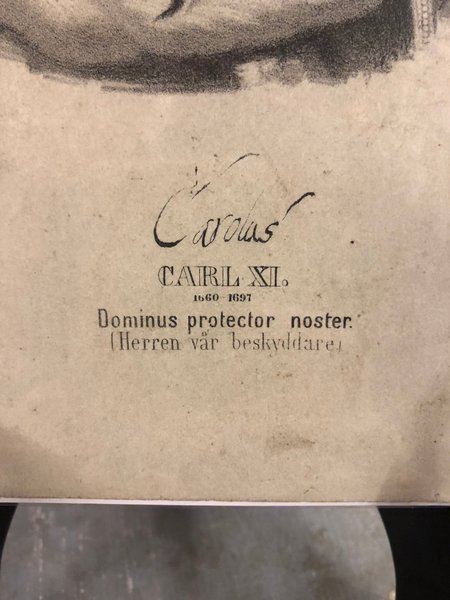 Carolus
CARL XI.
1660-1697
Dominus protector noster.
(Herren vår beskyddare)